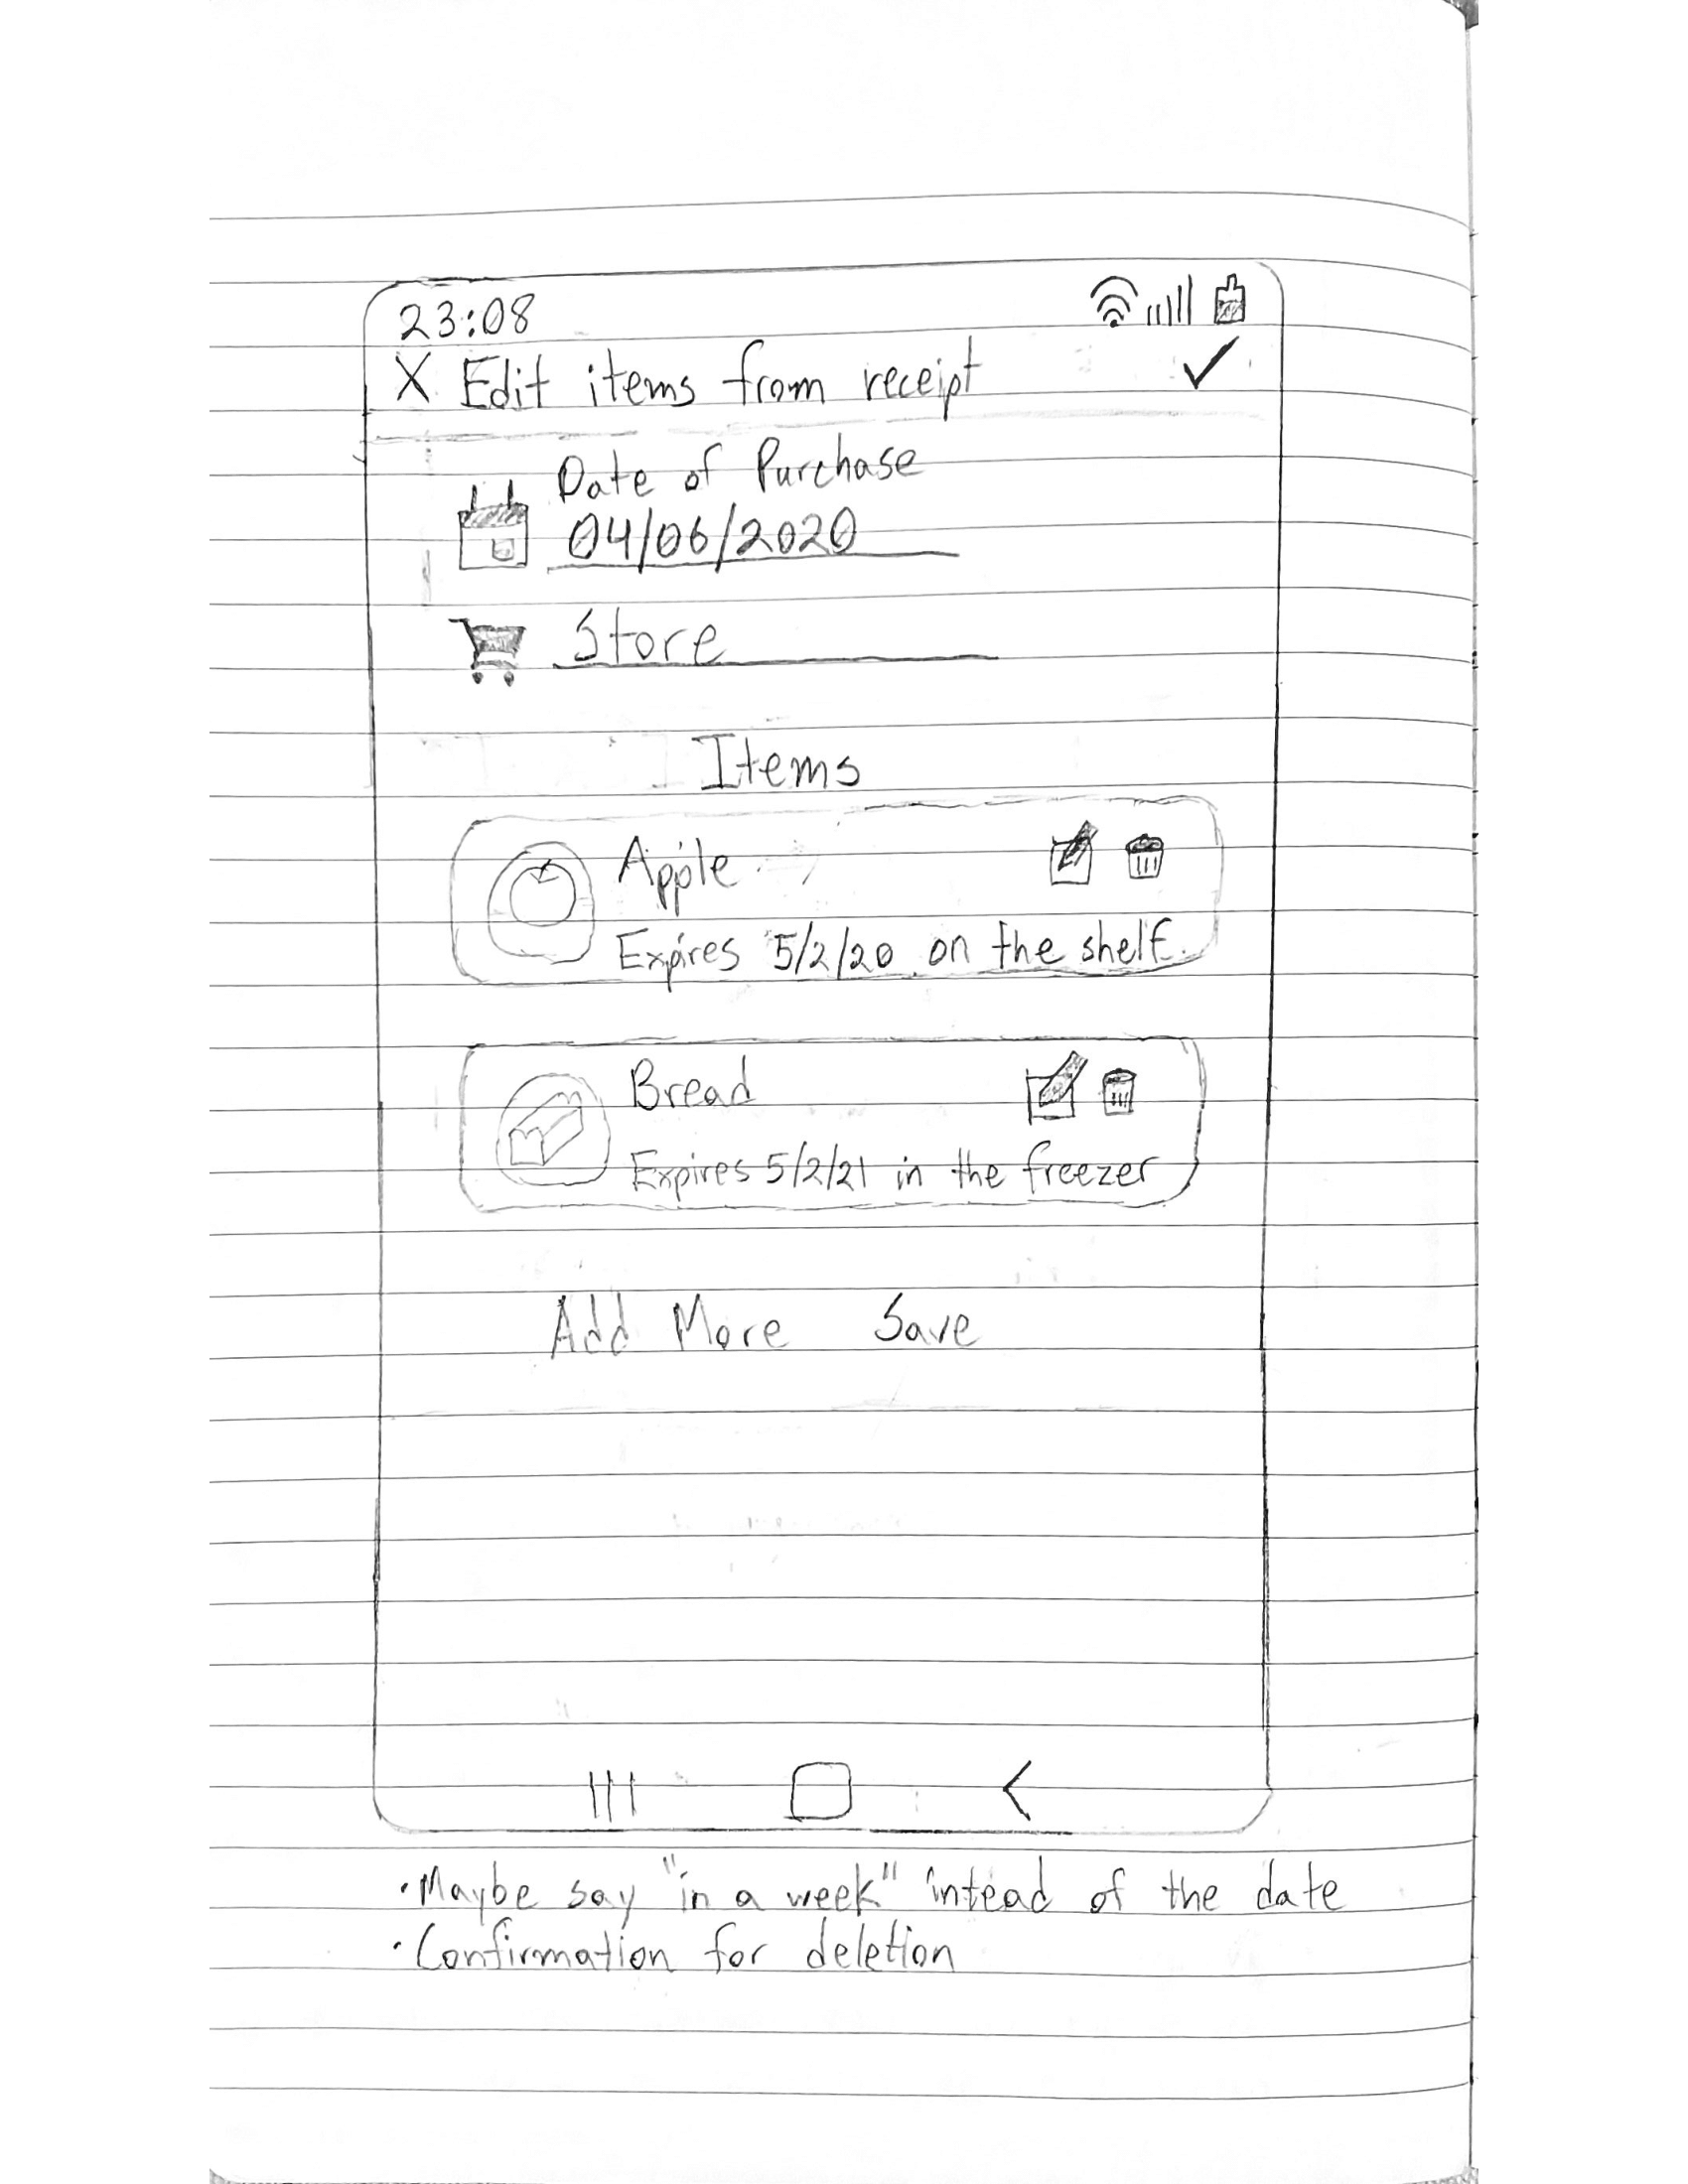 23:08
X Edit items from receipt ✓
Date of Purchase
04/06/2020
Store
Items
Apple
Expires 5/2/20 on the shelf.
Bread
Expires 5/2/21 in the freezer
Add More Save
·Maybe say "in a week" intead of the date
·Confirmation for deletion